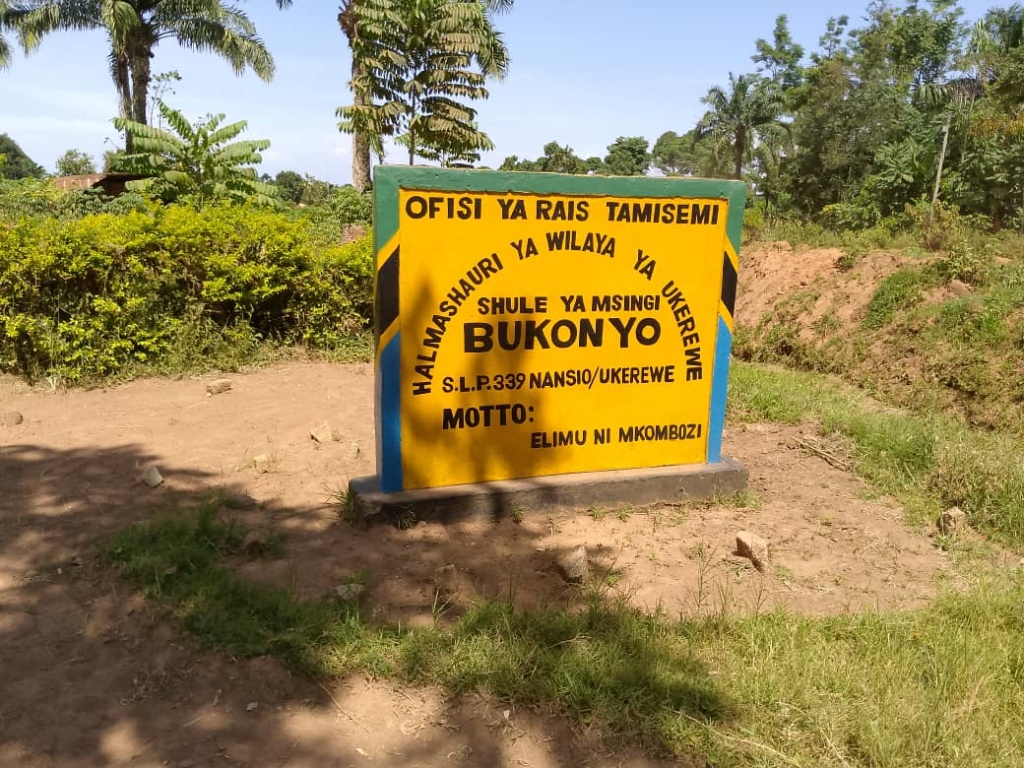 OFISI YA RAIS TAMISEMI
HALMASHAURI YA WILAYA YA UKEREWE
SHULE YA MSINGI
BUKONYO
S.L.P.339 NANSIO/UKEREWE
MOTTO:
ELIMU NI MKOMBOZI